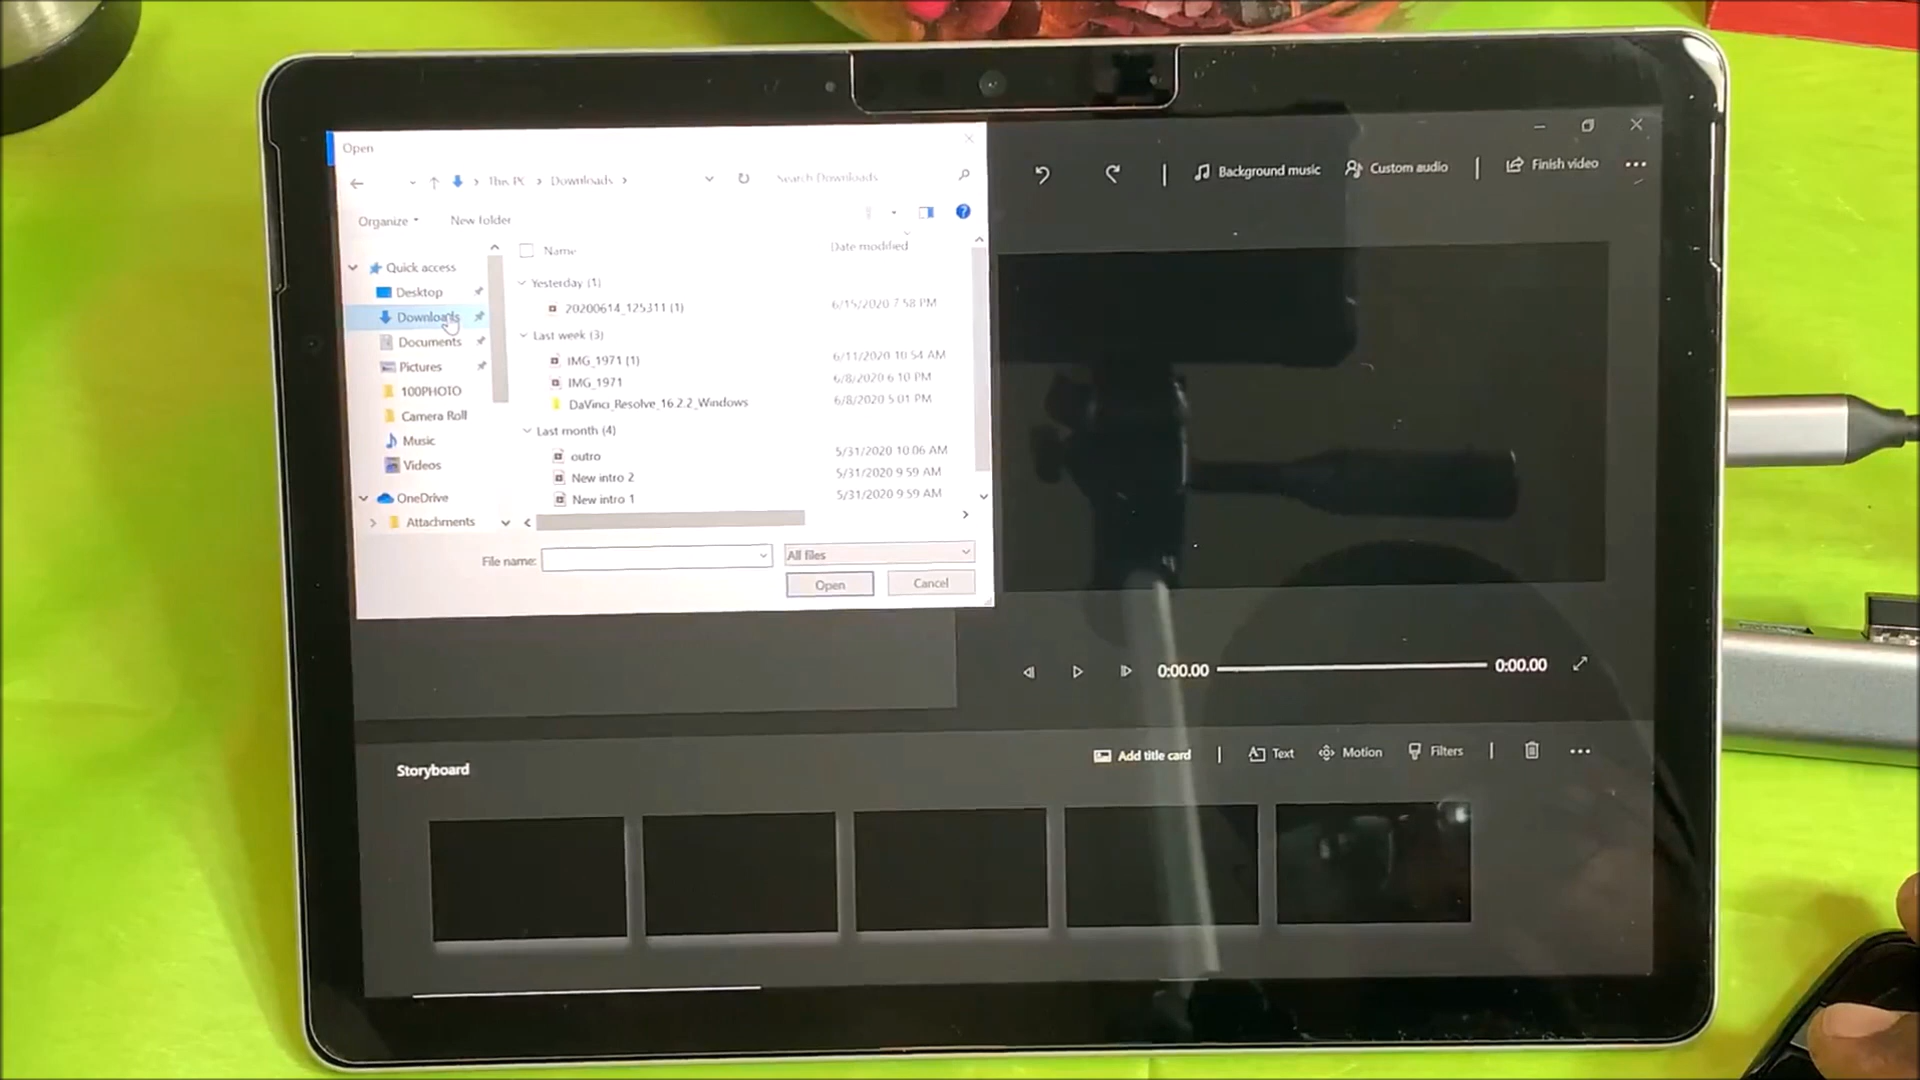 Open
This PC > Downloads >
Search Downloads
Organize
New folder
Name
Date modified
Quick access
Desktop
Downloads
Documents
Pictures
100PHOTO
Camera Roll
Music
Videos
OneDrive
Attachments
Yesterday (1)
20200614_125311 (1) 6/15/2020 7:58 PM
Last week (3)
IMG_1971 (1) 6/11/2020 10:54 AM
IMG_1971 6/8/2020 6:10 PM
DaVinci_Resolve_16.2.2_Windows 6/8/2020 5:01 PM
Last month (4)
outro 5/31/2020 10:06 AM
New intro 2 5/31/2020 9:59 AM
New intro 1 5/31/2020 9:59 AM
File name:
All files
Open
Cancel
Background music
Custom audio
Finish video
0:00.00
0:00.00
Storyboard
Add title card
Text
Motion
Filters